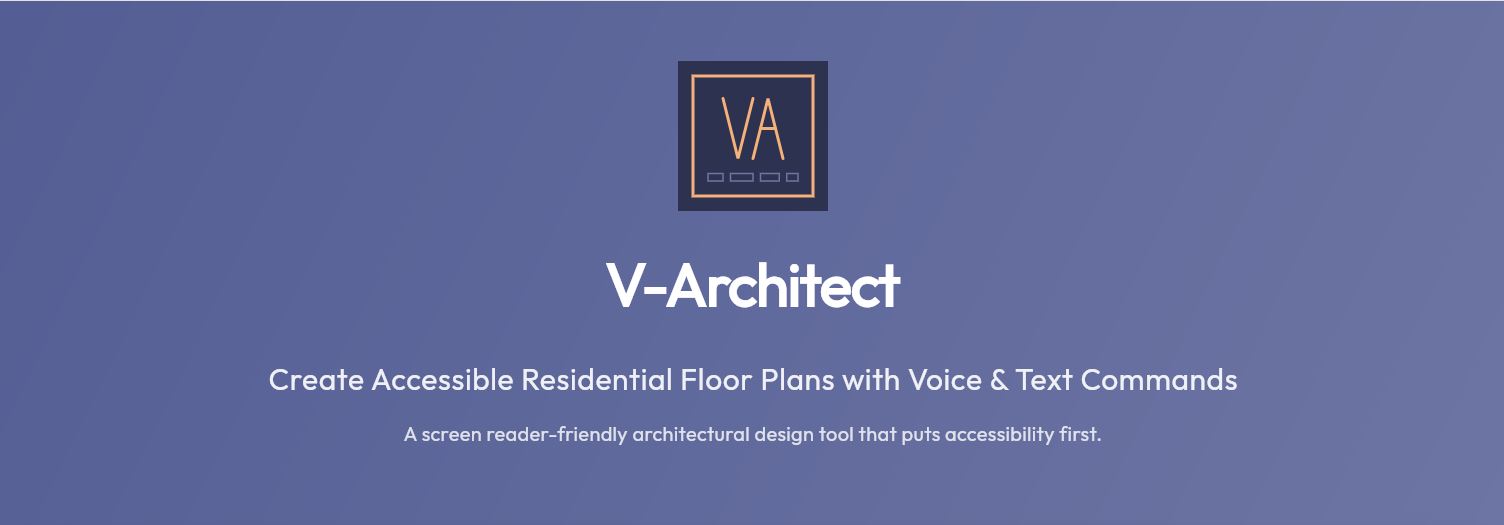 VA
V-Architect
Create Accessible Residential Floor Plans with Voice & Text Commands
A screen reader-friendly architectural design tool that puts accessibility first.